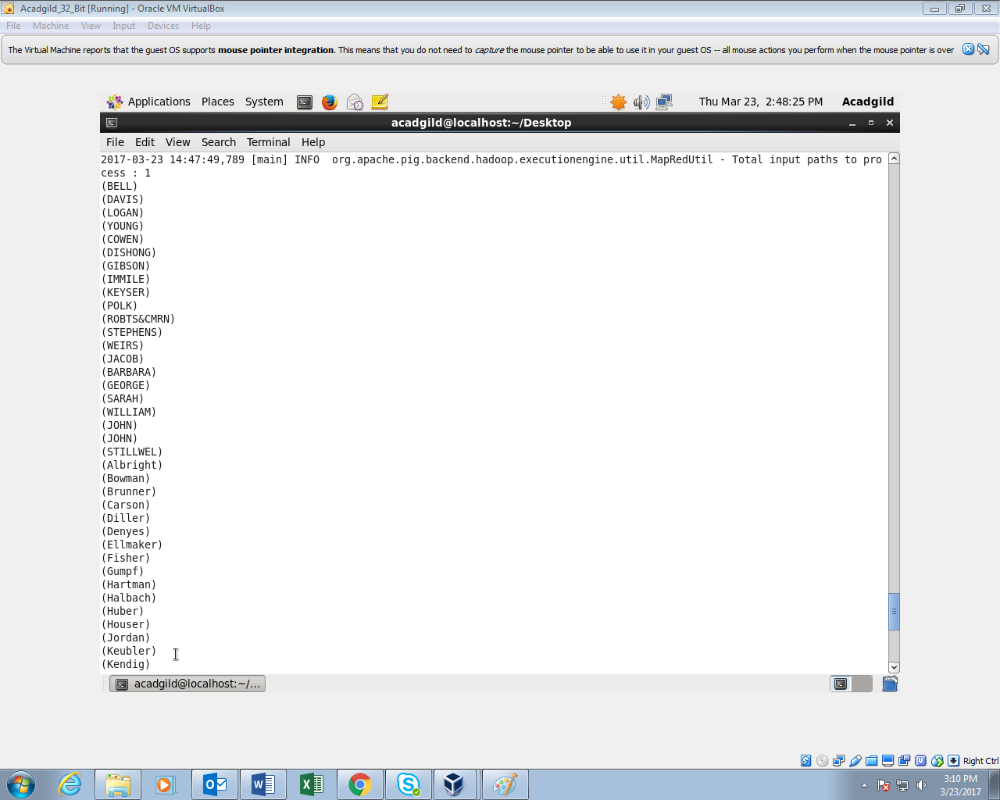 Acadgild_32_Bit [Running] - Oracle VM VirtualBox
File Machine View Input Devices Help
The Virtual Machine reports that the guest OS supports mouse pointer integration. This means that you do not need to capture the mouse pointer to be able to use it in your guest OS -- all mouse actions you perform when the mouse pointer is over
Applications Places System Thu Mar 23, 2:48:25 PM Acadgild
acadgild@localhost:~/Desktop
File Edit View Search Terminal Help
2017-03-23 14:47:49,789 [main] INFO  org.apache.pig.backend.hadoop.executionengine.util.MapRedUtil - Total input paths to pro
cess : 1
(BELL)
(DAVIS)
(LOGAN)
(YOUNG)
(COWEN)
(DISHONG)
(GIBSON)
(IMMILE)
(KEYSER)
(POLK)
(ROBTS&CMRN)
(STEPHENS)
(WEIRS)
(JACOB)
(BARBARA)
(GEORGE)
(SARAH)
(WILLIAM)
(JOHN)
(JOHN)
(STILLWEL)
(Albright)
(Bowman)
(Brunner)
(Carson)
(Diller)
(Denyes)
(Ellmaker)
(Fisher)
(Gumpf)
(Hartman)
(Halbach)
(Huber)
(Houser)
(Jordan)
(Keubler)
(Kendig)
acadgild@localhost:~/...
Right Ctrl
3:10 PM
3/23/2017